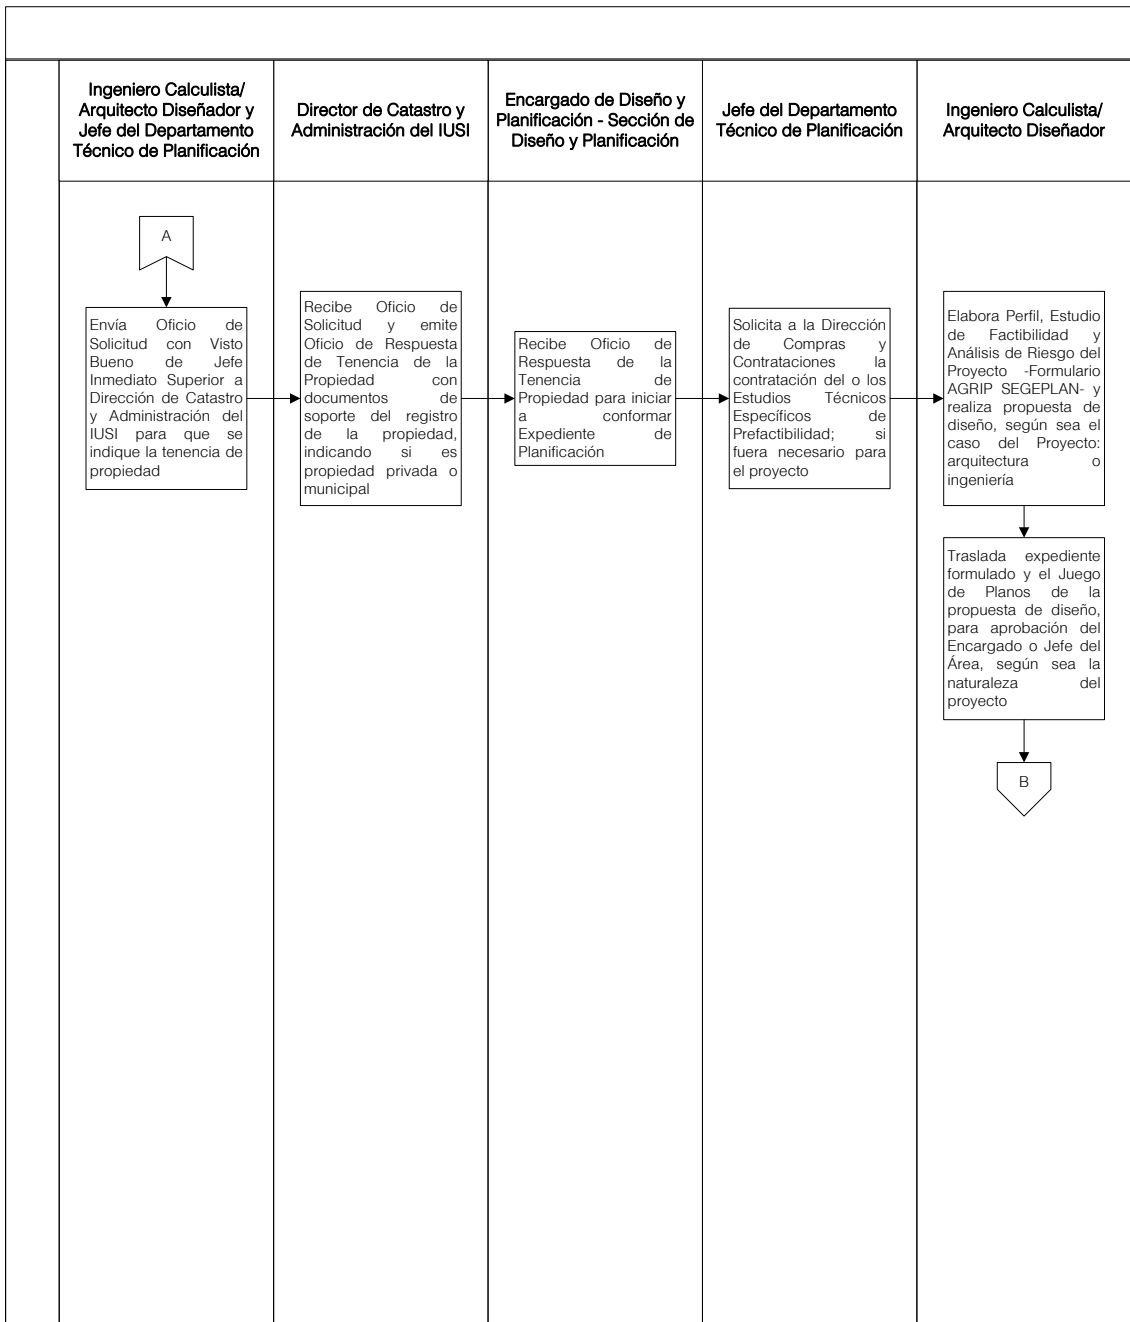 Ingeniero Calculista/
Arquitecto Diseñador y
Jefe del Departamento
Técnico de Planificación
Director de Catastro y
Administración del IUSI
Encargado de Diseño y
Planificación - Sección de
Diseño y Planificación
Jefe del Departamento
Técnico de Planificación
Ingeniero Calculista/
Arquitecto Diseñador
A
Envía Oficio de
Solicitud con Visto
Bueno de Jefe
Inmediato Superior a
Dirección de Catastro
y Administración del
IUSI para que se
indique la tenencia de
propiedad
Recibe Oficio de
Solicitud y emite
Oficio de Respuesta
de Tenencia de la
Propiedad con
documentos de
soporte del registro
de la propiedad,
indicando si es
propiedad privada o
municipal
Recibe Oficio de
Respuesta de la
Tenencia de
Propiedad para iniciar
a conformar
Expediente de
Planificación
Solicita a la Dirección
de Compras y
Contrataciones la
contratación del o los
Estudios Técnicos
Específicos de
Prefactibilidad; si
fuera necesario para
el proyecto
Elabora Perfil, Estudio
de Factibilidad y
Análisis de Riesgo del
Proyecto -Formulario
AGRIP SEGEPLAN- y
realiza propuesta de
diseño, según sea el
caso del Proyecto:
arquitectura o
ingeniería
Traslada expediente
formulado y el Juego
de Planos de la
propuesta de diseño,
para aprobación del
Encargado o Jefe del
Área, según sea la
naturaleza del
proyecto
B